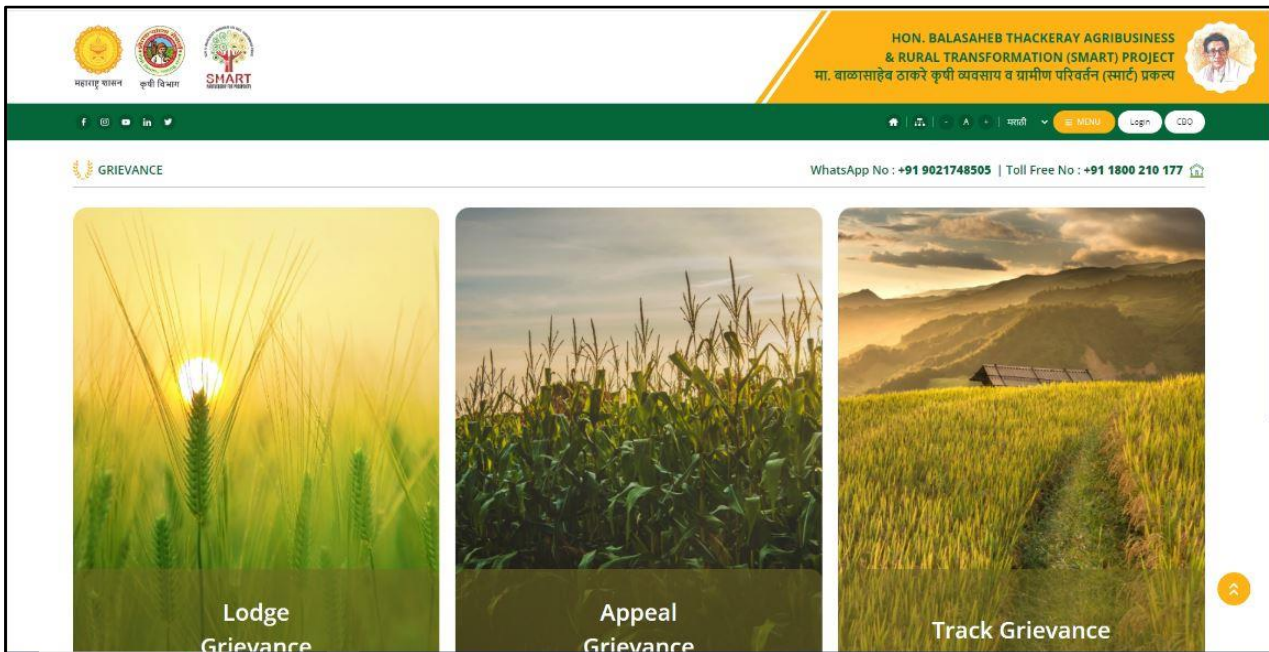 महाराष्ट्र शासन
कृषी विभाग
SMART
HON. BALASAHEB THACKERAY AGRIBUSINESS
& RURAL TRANSFORMATION (SMART) PROJECT
मा. बाळासाहेब ठाकरे कृषी व्यवसाय व ग्रामीण परिवर्तन (स्मार्ट) प्रकल्प
- A + | मराठी MENU Login CBO
GRIEVANCE
WhatsApp No : +91 9021748505 | Toll Free No : +91 1800 210 177
Lodge
Grievance
Appeal
Grievance
Track Grievance